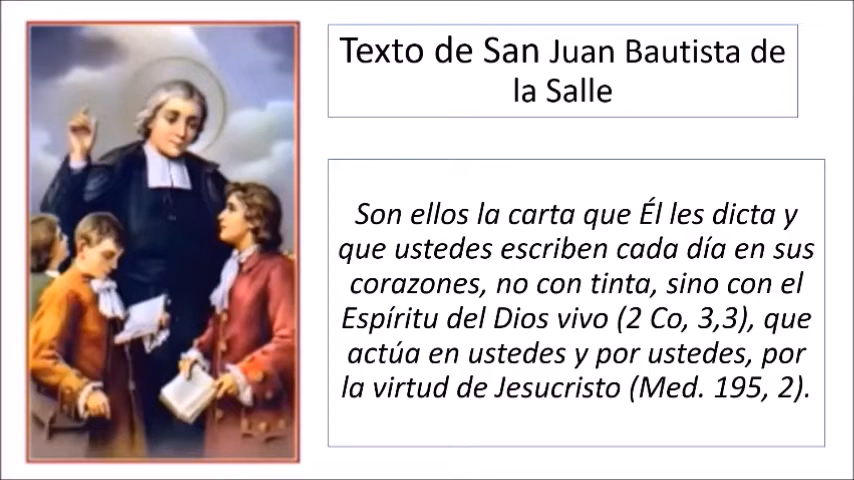 Texto de San Juan Bautista de
la Salle
Son ellos la carta que Él les dicta y
que ustedes escriben cada día en sus
corazones, no con tinta, sino con el
Espíritu del Dios vivo (2 Co, 3,3), que
actúa en ustedes y por ustedes, por
la virtud de Jesucristo (Med. 195, 2).